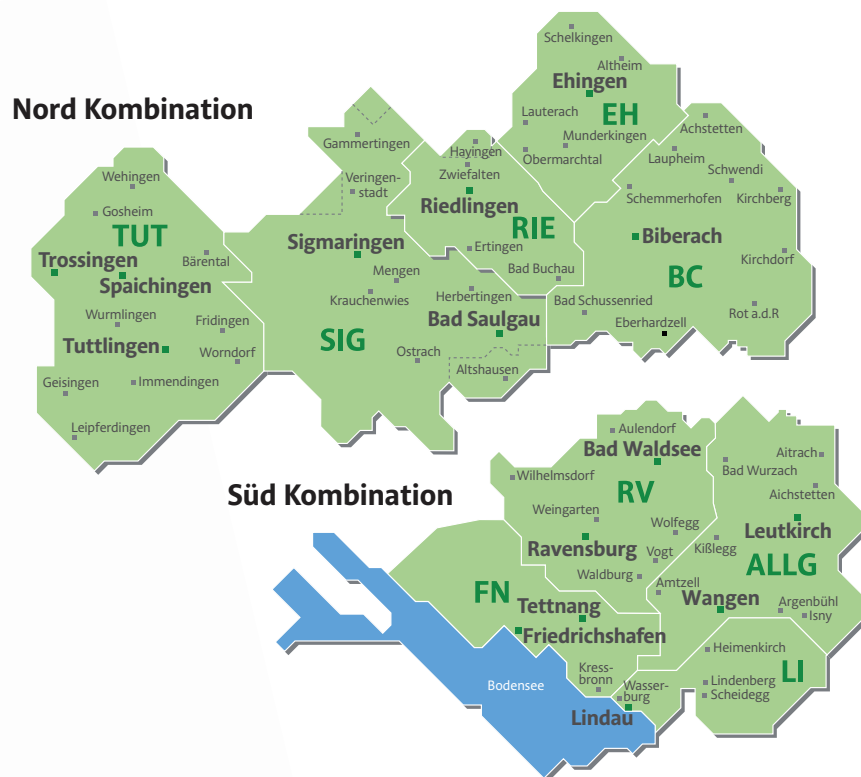 Nord Kombination
Schelkingen
Altheim
Ehingen
EH
Lauterach
Munderkingen
Obermarchtal
Achstetten
Laupheim
Schwendi
Schemmerhofen
Kirchberg
Biberach
Kirchdorf
BC
Bad Schussenried
Rot a.d.R
Eberhardzell
Gammertingen
Hayingen
Zwiefalten
Veringen-
stadt
Riedlingen
RIE
Ertingen
Bad Buchau
Sigmaringen
Mengen
Krauchenwies
Herbertingen
SIG
Bad Saulgau
Ostrach
Altshausen
Wehingen
Gosheim
TUT
Bärental
Trossingen
Spaichingen
Wurmlingen
Fridingen
Tuttlingen
Worndorf
Geisingen
Immendingen
Leipferdingen
Süd Kombination
Aulendorf
Bad Waldsee
Wilhelmsdorf
RV
Weingarten
Wolfegg
Ravensburg
Vogt
Waldburg
Aitrach
Bad Wurzach
Aichstetten
Leutkirch
Kißlegg
ALLG
Amtzell
Wangen
Argenbühl
Isny
FN
Tettnang
Friedrichshafen
Kress-
bronn
Bodensee
Heimenkirch
LI
Lindenberg
Scheidegg
Wasser-
burg
Lindau